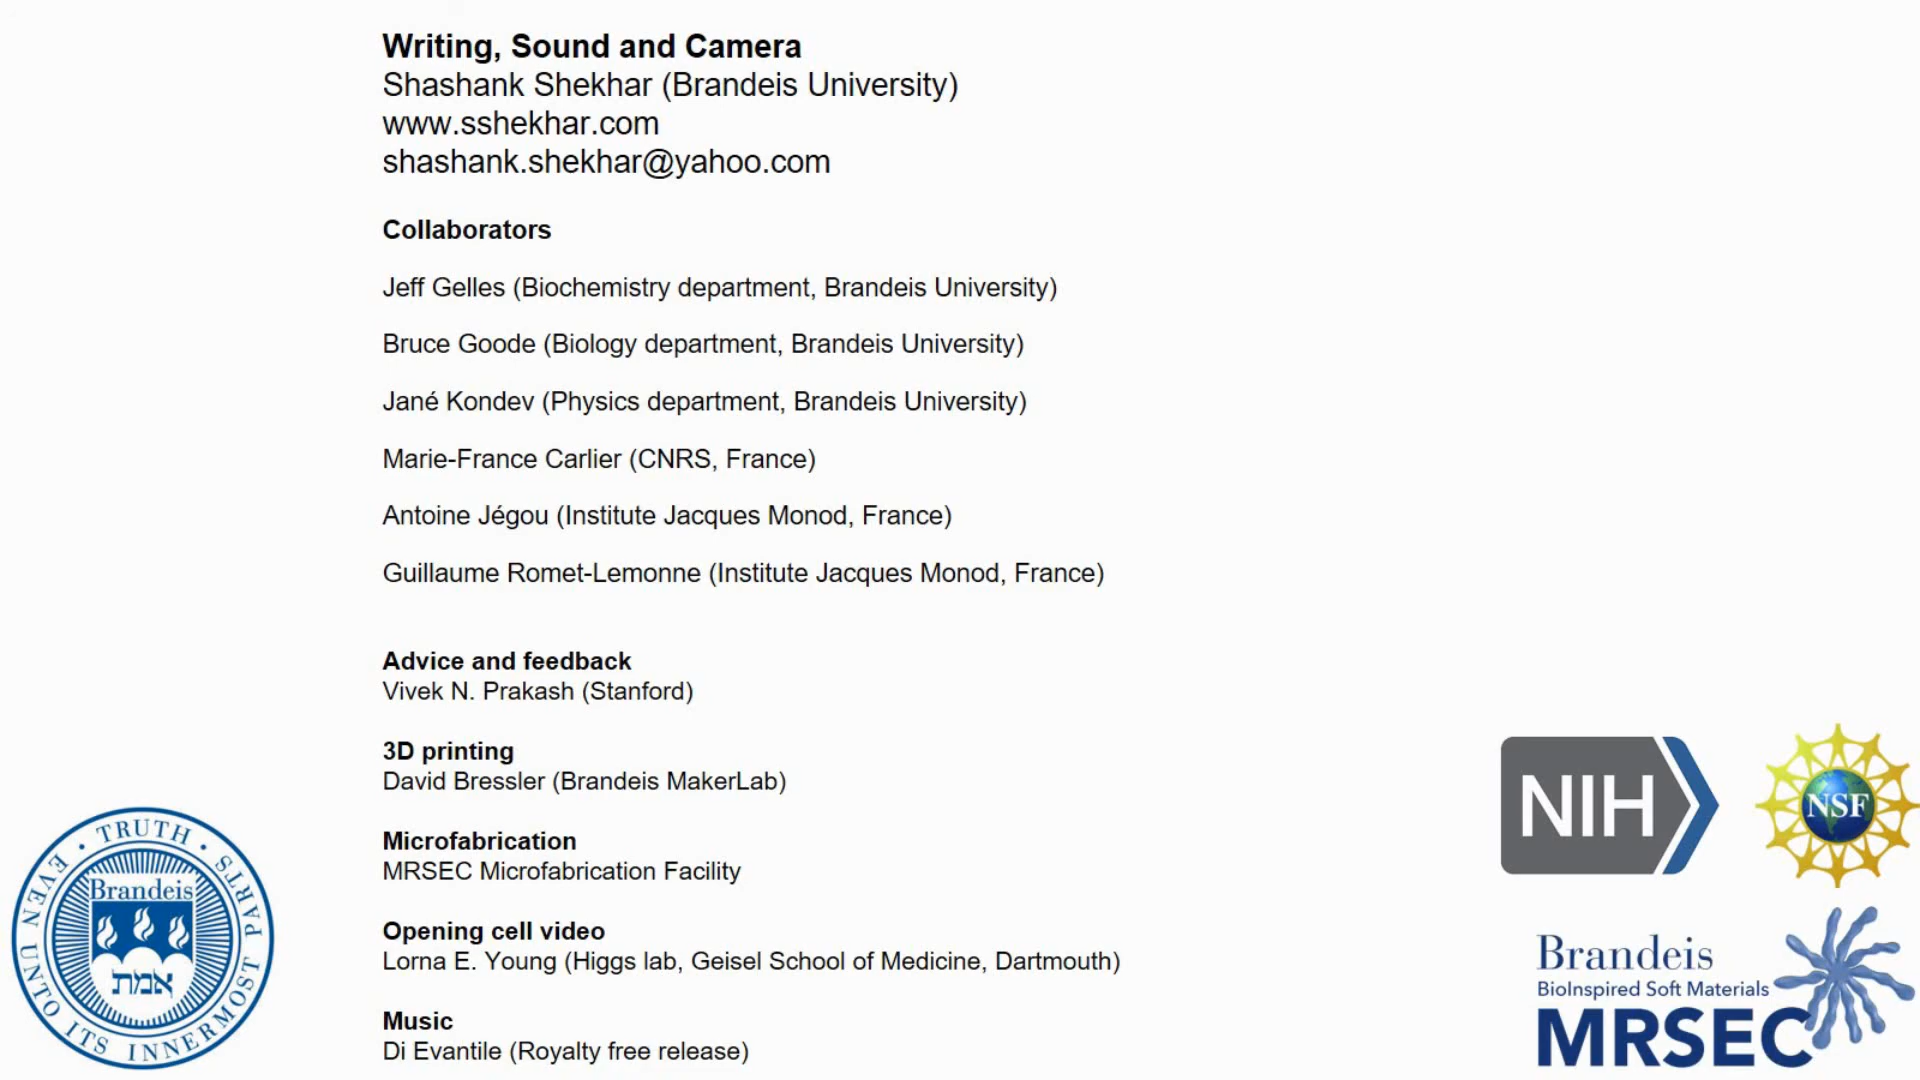 Writing, Sound and Camera
Shashank Shekhar (Brandeis University)
www.sshekhar.com
shashank.shekhar@yahoo.com
Collaborators
Jeff Gelles (Biochemistry department, Brandeis University)
Bruce Goode (Biology department, Brandeis University)
Jané Kondev (Physics department, Brandeis University)
Marie-France Carlier (CNRS, France)
Antoine Jégou (Institute Jacques Monod, France)
Guillaume Romet-Lemonne (Institute Jacques Monod, France)
Advice and feedback
Vivek N. Prakash (Stanford)
3D printing
David Bressler (Brandeis MakerLab)
Microfabrication
MRSEC Microfabrication Facility
Opening cell video
Lorna E. Young (Higgs lab, Geisel School of Medicine, Dartmouth)
Music
Di Evantile (Royalty free release)
TRUTH · EVEN UNTO ITS INNERMOST PARTS ·
Brandeis
אמת
NIH
NSF
Brandeis
BioInspired Soft Materials
MRSEC